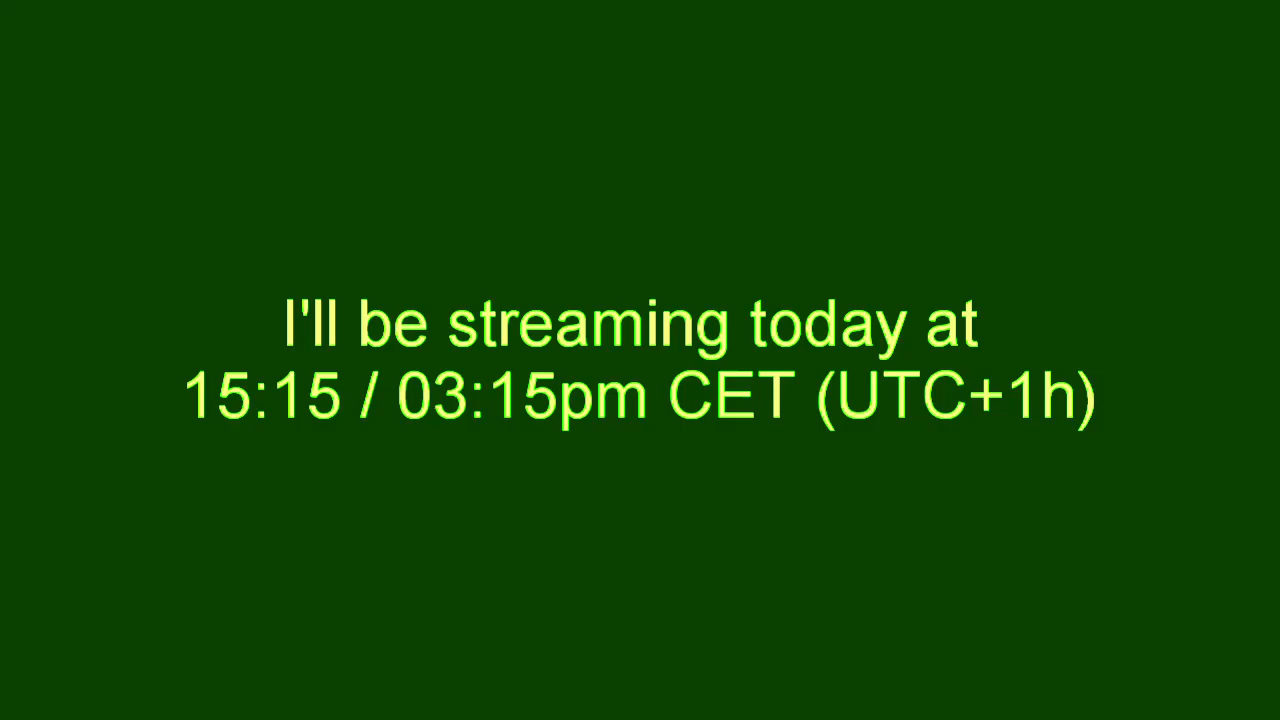 I'll be streaming today at
15:15 / 03:15pm CET (UTC+1h)